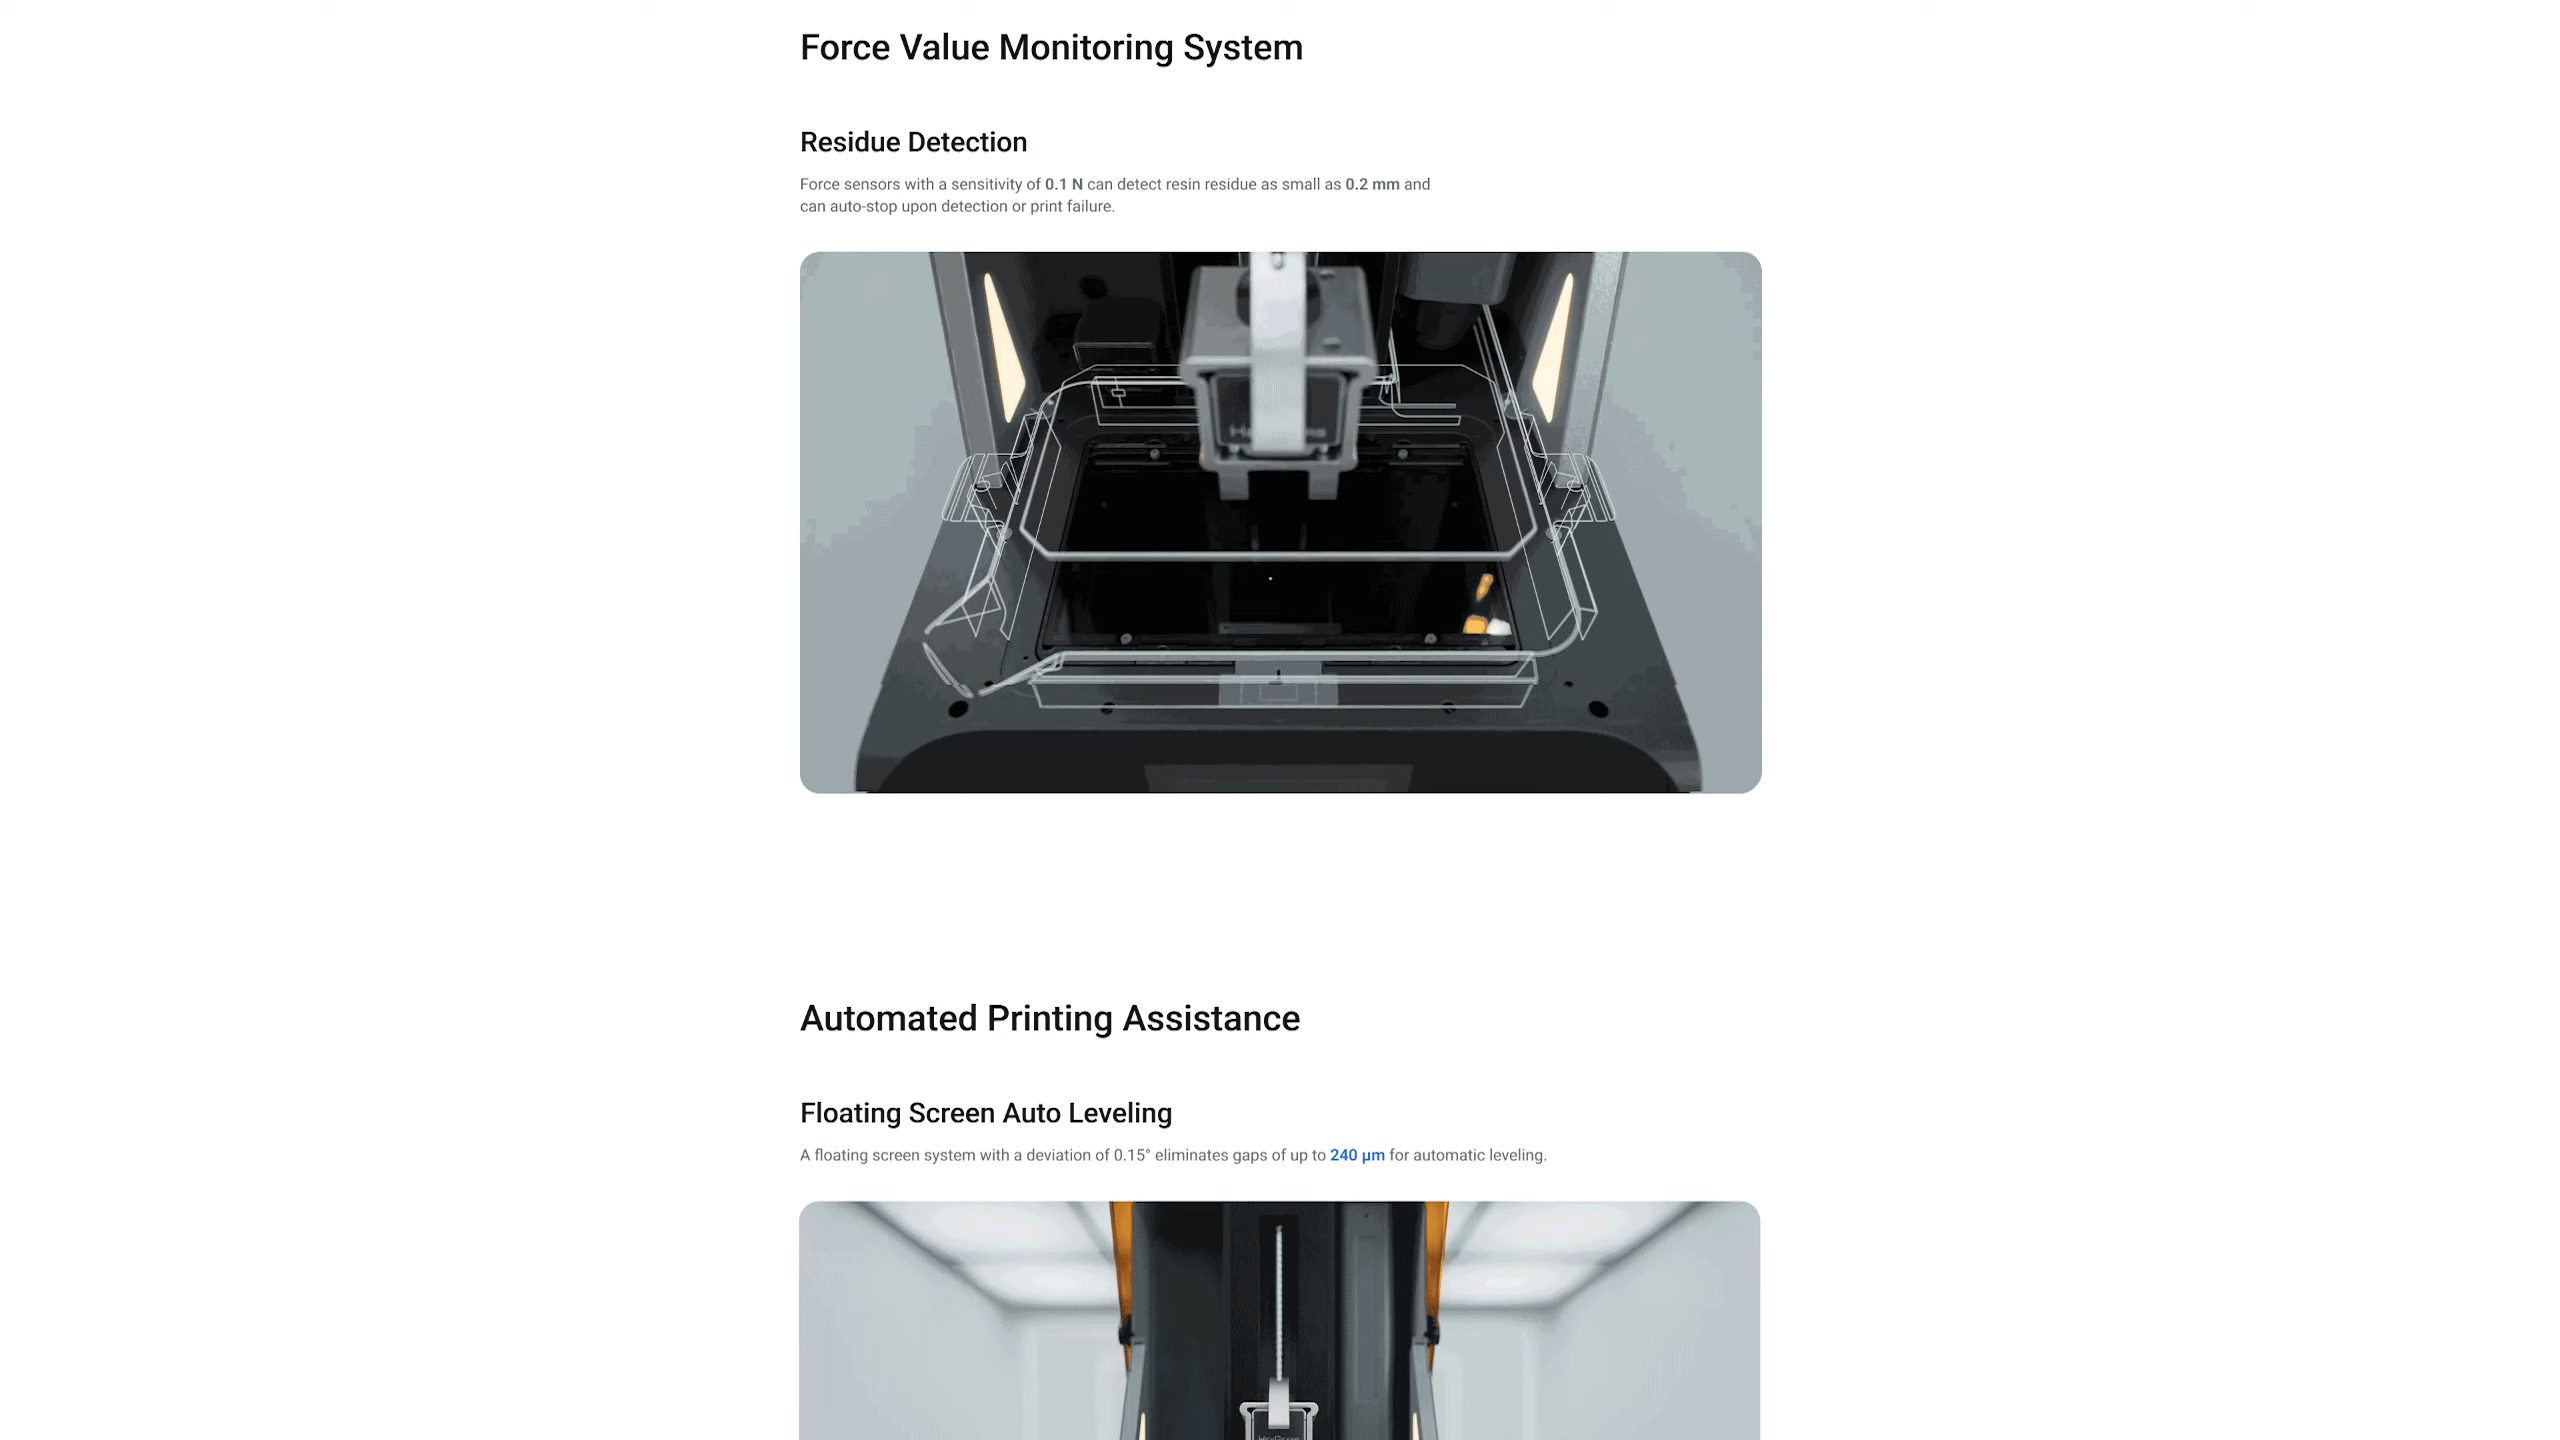 Force Value Monitoring System
Residue Detection
Force sensors with a sensitivity of 0.1 N can detect resin residue as small as 0.2 mm and
can auto-stop upon detection or print failure.
Automated Printing Assistance
Floating Screen Auto Leveling
A floating screen system with a deviation of 0.15° eliminates gaps of up to 240 μm for automatic leveling.